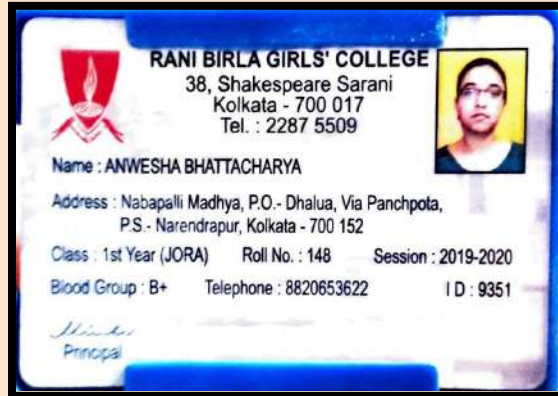 RANI BIRLA GIRLS' COLLEGE
38, Shakespeare Sarani
Kolkata - 700 017
Tel. : 2287 5509
Name : ANWESHA BHATTACHARYA
Address : Nabapalli Madhya, P.O.- Dhalua, Via Panchpota,
P.S.- Narendrapur, Kolkata - 700 152
Class : 1st Year (JORA) Roll No. : 148 Session : 2019-2020
Blood Group : B+ Telephone : 8820653622 I D : 9351
Principal